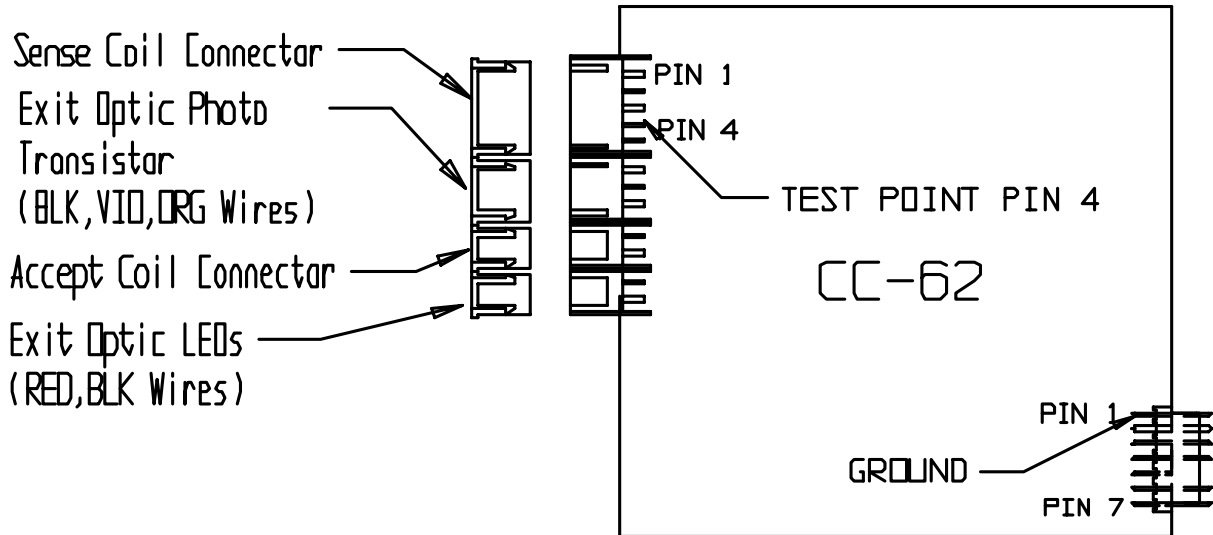 Sense Coil Connector
Exit Optic Photo
Transistor
(BLK,VIO,ORG Wires)
Accept Coil Connector
Exit Optic LEDs
(RED,BLK Wires)
PIN 1
PIN 4
TEST POINT PIN 4
CC-62
PIN 1
GROUND
PIN 7